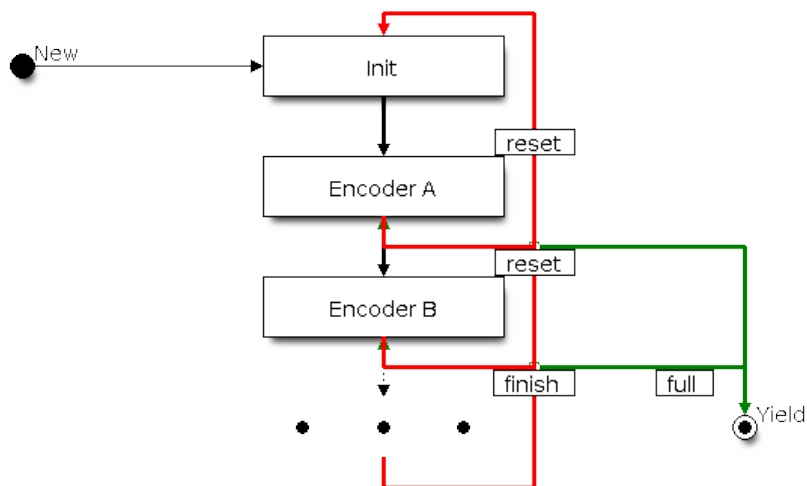 New
Init
reset
Encoder A
reset
Encoder B
finish
full
Yield